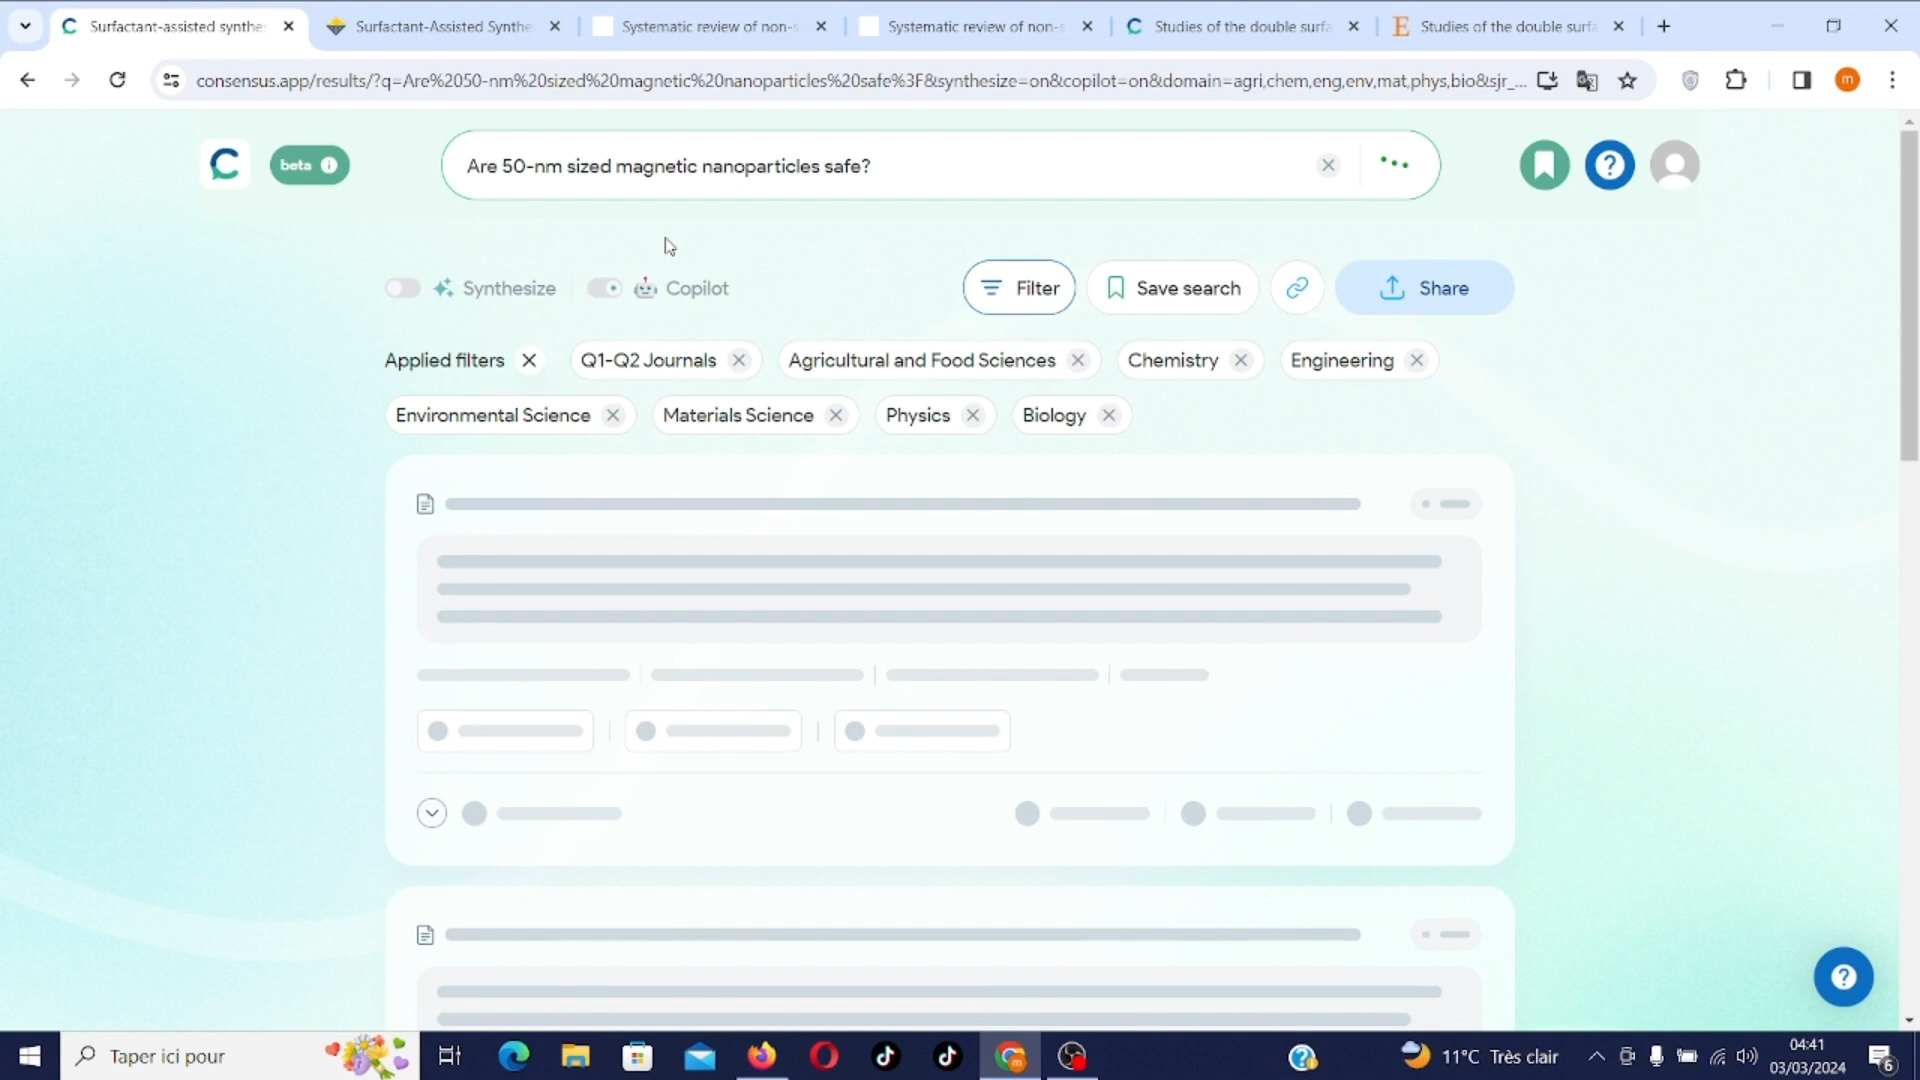 Surfactant-assisted synthe
Surfactant-Assisted Synthe
Systematic review of non-s
Systematic review of non-s
Studies of the double surfa
Studies of the double surfa
consensus.app/results/?q=Are%2050-nm%20sized%20magnetic%20nanoparticles%20safe%3F&synthesize=on&copilot=on&domain=agri,chem,eng,env,mat,phys,bio&sjr_...
m
beta
Are 50-nm sized magnetic nanoparticles safe?
Synthesize
Copilot
Filter
Save search
Share
Applied filters
Q1-Q2 Journals
Agricultural and Food Sciences
Chemistry
Engineering
Environmental Science
Materials Science
Physics
Biology
Taper ici pour
11°C Très clair
04:41
03/03/2024
6